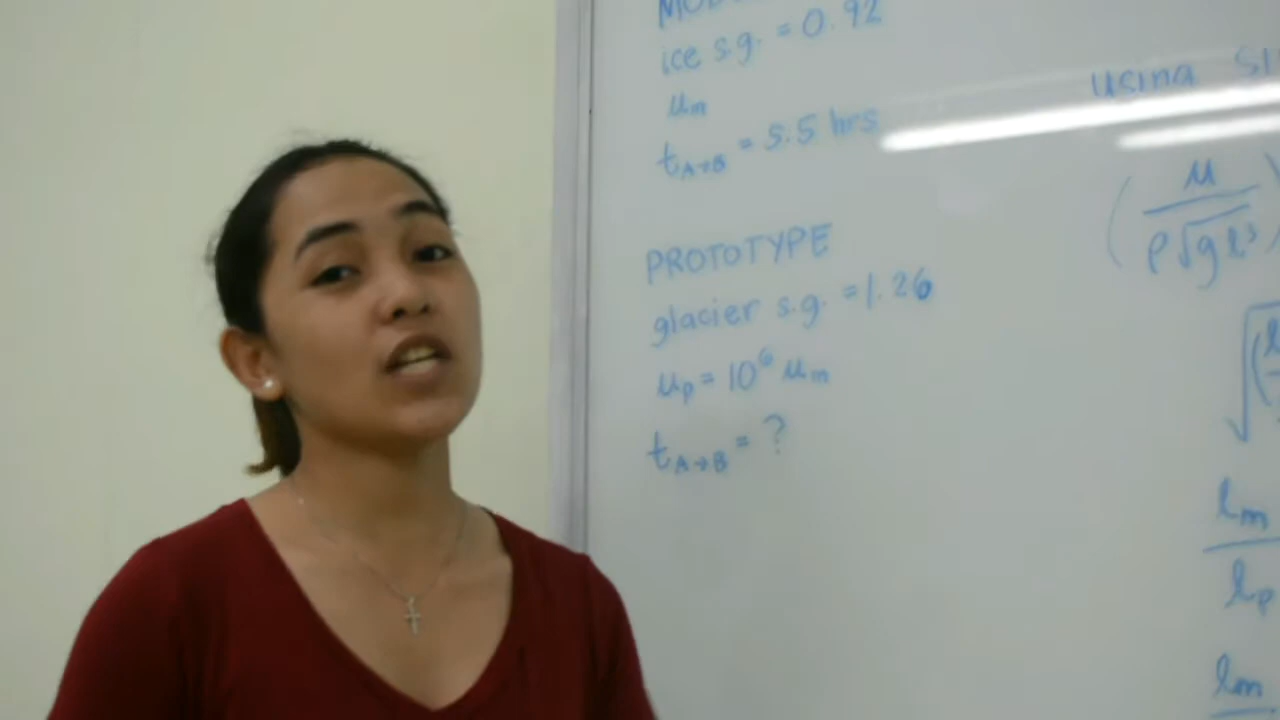 ice s.g. = 0.92
μm
tA→B = 5.5 hrs
PROTOTYPE
glacier s.g. = 1.26
μp = 10⁶ μm
tA→B = ?
using
(μ
ρ√gl³)
lm
lp
lm